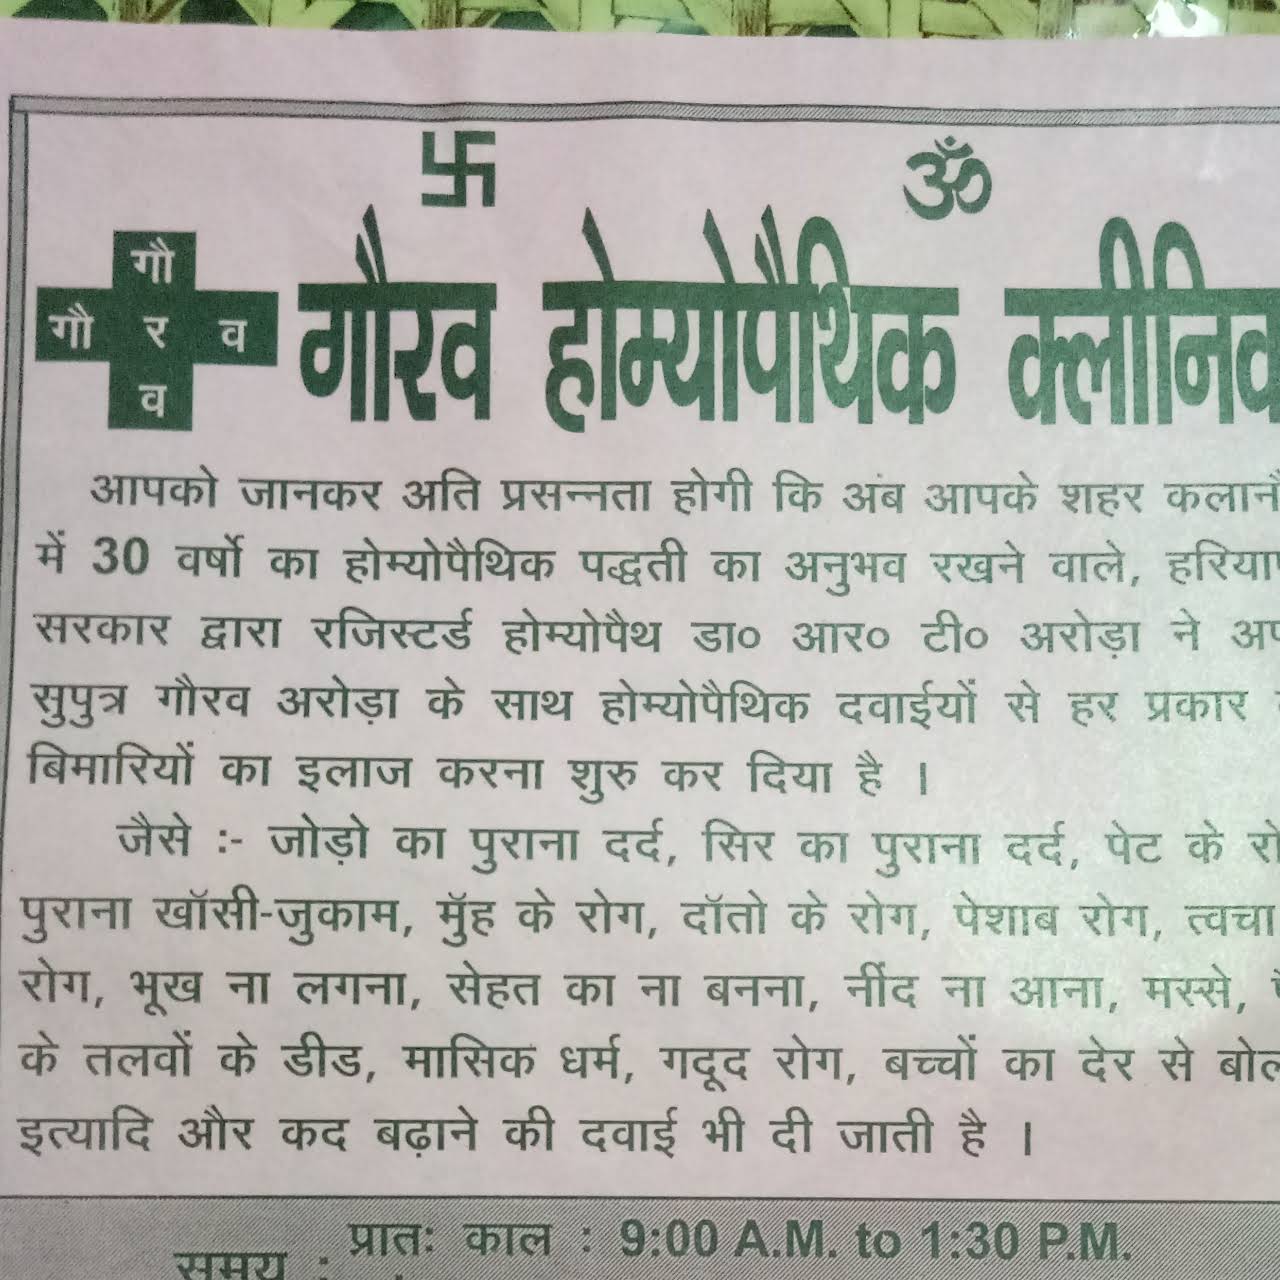 ॐ
गौ
गौ र व
व
गौरव होम्योपैथिक
आपको जानकर अति प्रसन्नता होगी कि अंब आपके शहर
में 30 वर्षो का होम्योपैथिक पद्धती का अनुभव रखने वाले,
सरकार द्वारा रजिस्टर्ड होम्योपैथ डा० आर० टी० अरोड़ा ने
सुपुत्र गौरव अरोड़ा के साथ होम्योपैथिक दवाईयों से हर प्रकार
बिमारियों का इलाज करना शुरु कर दिया है ।
जैसे :- जोड़ो का पुराना दर्द, सिर का पुराना दर्द, पेट के
पुराना खॉसी-जुकाम, मुॅह के रोग, दॉतो के रोग, पेशाब रोग, त्वचा
रोग, भूख ना लगना, सेहत का ना बनना, नींद ना आना, मस्से,
के तलवों के डीड, मासिक धर्म, गदूद रोग, बच्चों का देर से
इत्यादि और कद बढ़ाने की दवाई भी दी जाती है ।
प्रातः काल : 9:00 A.M. to 1:30 P.M.
समय :